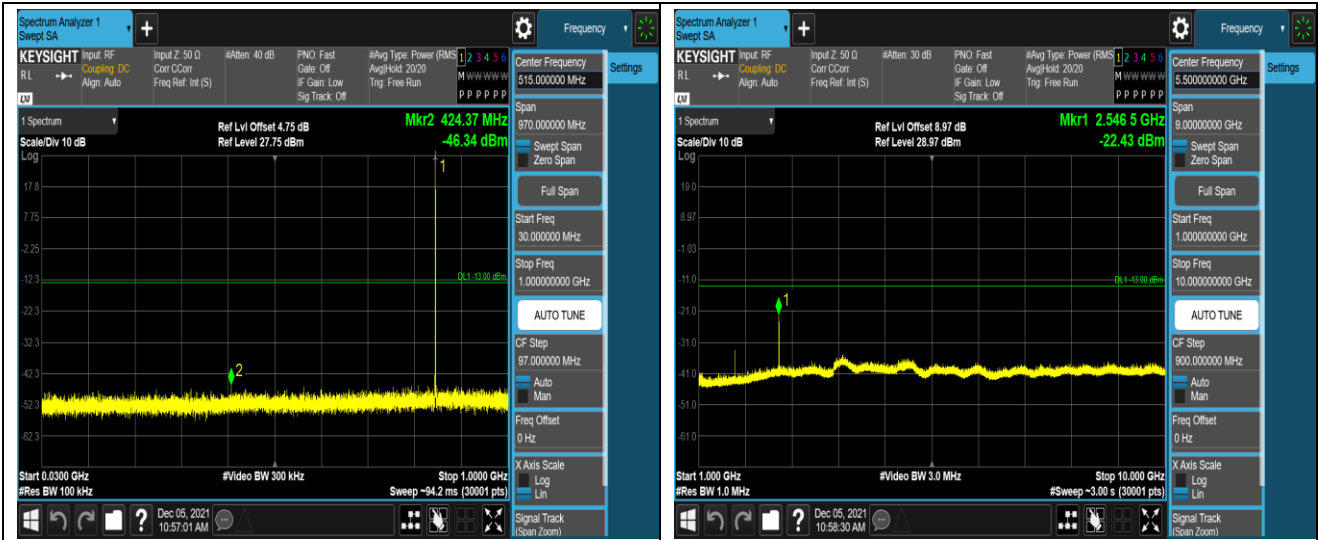 Spectrum Analyzer 1
Swept SA
+
Frequency
KEYSIGHT
RL
Input: RF
Coupling: DC
Align: Auto
Input Z: 50 Ω
Corr CCorr
Freq Ref: Int (S)
#Atten: 40 dB
PNO: Fast
Gate: Off
IF Gain: Low
Sig Track: Off
#Avg Type: Power (RMS
Avg|Hold: 20/20
Trig: Free Run
1 2 3 4 5 6
M W W W W W
P P P P P P
Center Frequency
515.000000 MHz
Settings
1 Spectrum
Scale/Div 10 dB
Log
Ref Lvl Offset 4.75 dB
Ref Level 27.75 dBm
Mkr2 424.37 MHz
-46.34 dBm
Span
970.000000 MHz
Swept Span
Zero Span
Full Span
Start Freq
30.000000 MHz
Stop Freq
1.000000000 GHz
AUTO TUNE
CF Step
97.000000 MHz
Auto
Man
Freq Offset
0 Hz
X Axis Scale
Log
Lin
Signal Track
(Span Zoom)
1
17.8
7.75
-2.25
-12.3
DL1 -13.00 dBm
-22.3
-32.3
-42.3
2
-52.3
-62.3
Start 0.0300 GHz
#Res BW 100 kHz
#Video BW 300 kHz
Stop 1.0000 GHz
Sweep ~94.2 ms (30001 pts)
?
Dec 05, 2021
10:57:01 AM
Spectrum Analyzer 1
Swept SA
+
Frequency
KEYSIGHT
RL
Input: RF
Coupling: DC
Align: Auto
Input Z: 50 Ω
Corr CCorr
Freq Ref: Int (S)
#Atten: 30 dB
PNO: Fast
Gate: Off
IF Gain: Low
Sig Track: Off
#Avg Type: Power (RMS
Avg|Hold: 20/20
Trig: Free Run
1 2 3 4 5 6
M W W W W W
P P P P P P
Center Frequency
5.500000000 GHz
Settings
1 Spectrum
Scale/Div 10 dB
Log
Ref Lvl Offset 8.97 dB
Ref Level 28.97 dBm
Mkr1 2.546 5 GHz
-22.43 dBm
Span
9.00000000 GHz
Swept Span
Zero Span
Full Span
Start Freq
1.000000000 GHz
Stop Freq
10.000000000 GHz
AUTO TUNE
CF Step
900.000000 MHz
Auto
Man
Freq Offset
0 Hz
X Axis Scale
Log
Lin
Signal Track
(Span Zoom)
19.0
8.97
-1.03
-11.0
DL1 -13.00 dBm
1
-21.0
-31.0
-41.0
-51.0
-61.0
Start 1.000 GHz
#Res BW 1.0 MHz
#Video BW 3.0 MHz
Stop 10.000 GHz
#Sweep ~3.00 s (30001 pts)
?
Dec 05, 2021
10:58:30 AM